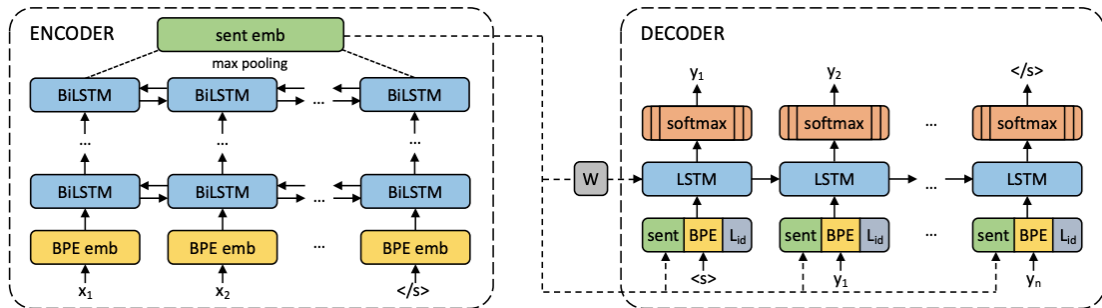 ENCODER
sent emb
max pooling
BiLSTM BiLSTM ... BiLSTM
... ... ...
BiLSTM BiLSTM ... BiLSTM
BPE emb BPE emb ... BPE emb
x1 x2 </s>
W
DECODER
y1 y2 </s>
softmax softmax ... softmax
LSTM LSTM ... LSTM
sent BPE Lid sent BPE Lid ... sent BPE Lid
<s> y1 yn